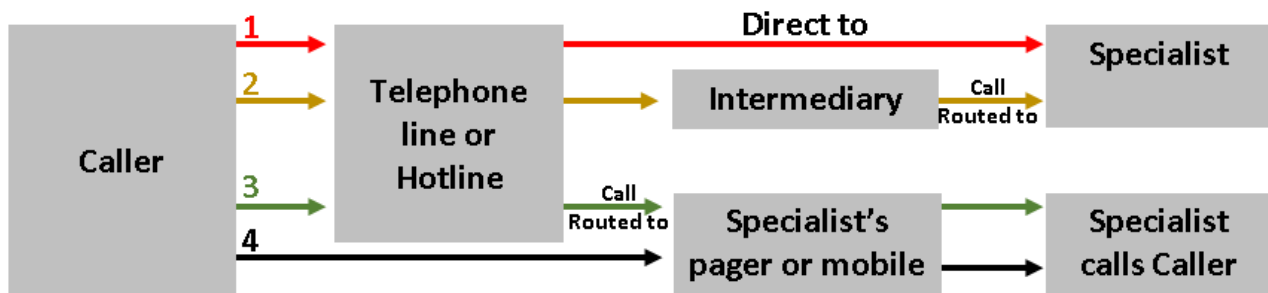 Caller
1
2
3
4
Telephone
line or
Hotline
Direct to
Intermediary
Call
Routed to
Specialist
Call
Routed to
Specialist's
pager or mobile
Specialist
calls Caller